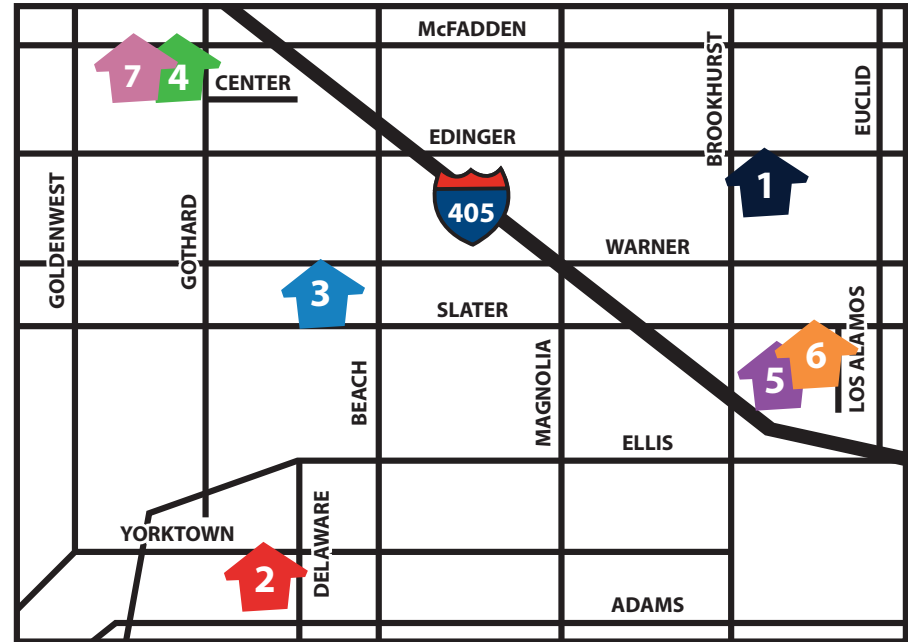 McFADDEN
7
4
CENTER
BROOKHURST
EUCLID
EDINGER
1
405
GOLDENWEST
GOTHARD
WARNER
3
SLATER
LOS ALAMOS
6
5
BEACH
MAGNOLIA
ELLIS
YORKTOWN
DELAWARE
2
ADAMS